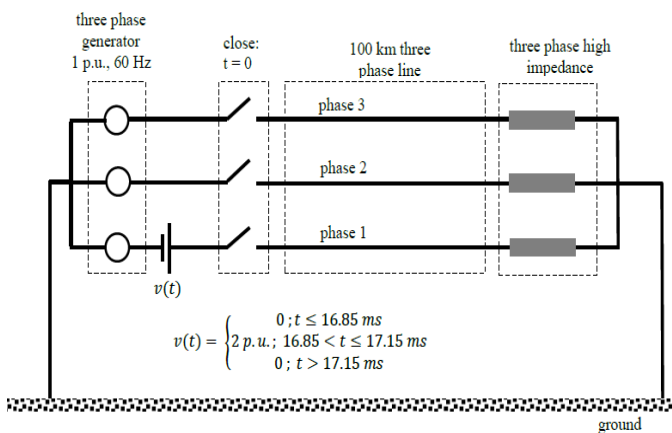 three phase
generator
1 p.u., 60 Hz
close:
t = 0
100 km three
phase line
three phase high
impedance
phase 3
phase 2
phase 1
v(t)
v(t) = { 0 ; t ≤ 16.85 ms
2 p.u. ; 16.85 < t ≤ 17.15 ms
0 ; t > 17.15 ms
ground